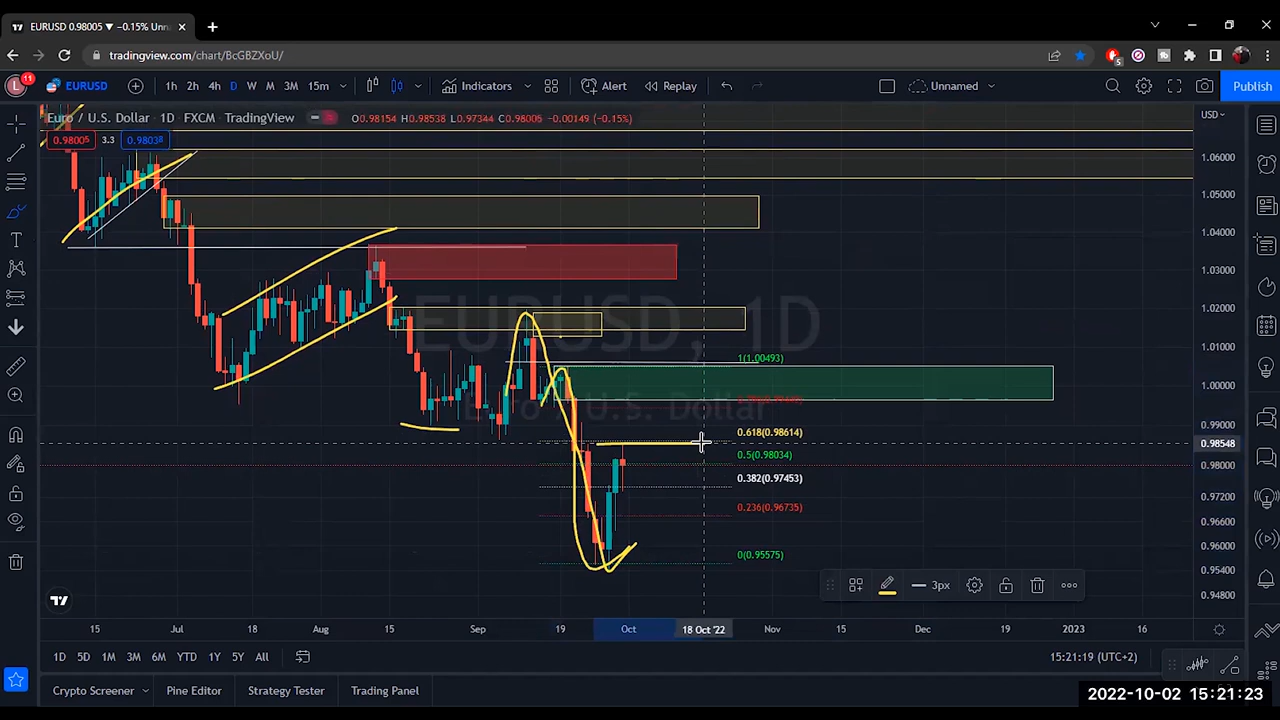 EURUSD 0.98005 ▼ −0.15% Unn
tradingview.com/chart/BcGBZXoU/
5
L 11 EURUSD 1h 2h 4h D W M 3M 15m Indicators Alert Replay Unnamed Publish
Euro / U.S. Dollar · 1D · FXCM · TradingView O0.98154 H0.98538 L0.97344 C0.98005 −0.00149 (−0.15%) USD
0.98005 3.3 0.98038
1.06000
1.05000
1.04000
1.03000
1.02000
EURUSD, 1D
1.01000
1(1.00493)
1.00000
Euro / U.S. Dollar
0.99000
0.618(0.98614)
0.98548
0.5(0.98034)
0.98000
0.382(0.97453)
0.97200
0.236(0.96735)
0.96600
0.96000
0(0.95575)
0.95400
3px
0.94800
15 Jul 18 Aug 15 Sep 19 Oct 18 Oct '22 Nov 15 Dec 19 2023 16
1D 5D 1M 3M 6M YTD 1Y 5Y All 15:21:19 (UTC+2)
Crypto Screener Pine Editor Strategy Tester Trading Panel
2022-10-02 15:21:23